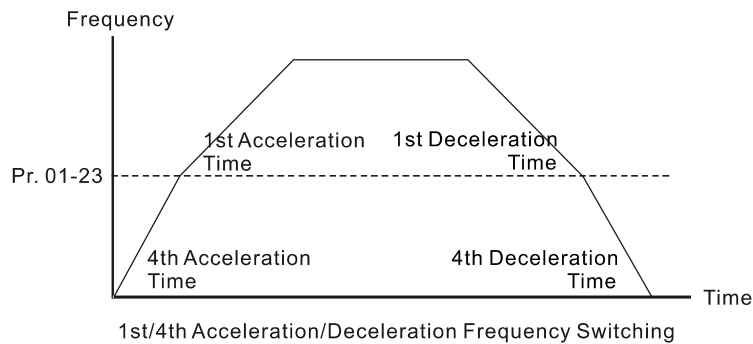 Frequency
1st Acceleration
Time
1st Deceleration
Time
Pr. 01-23
4th Acceleration
Time
4th Deceleration
Time
Time
1st/4th Acceleration/Deceleration Frequency Switching